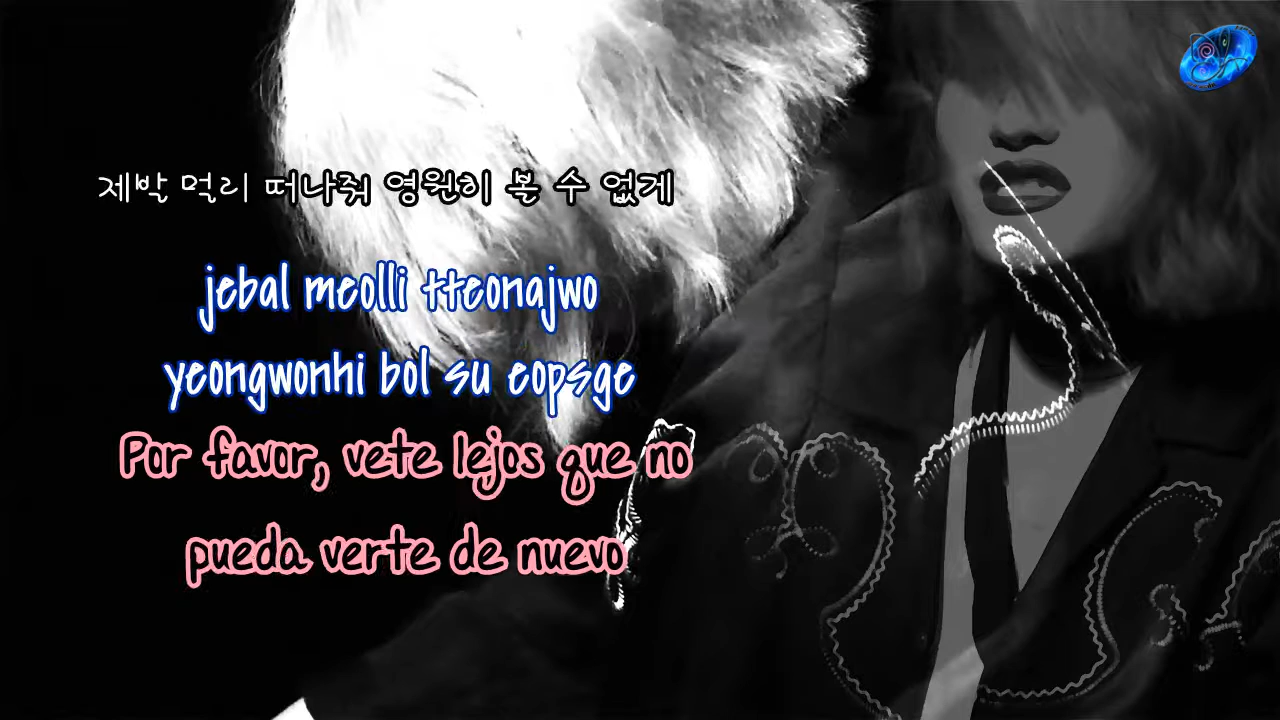 제발 멀리 떠나줘 영원히 볼 수 없게
jebal meolli tteonajwo
yeongwonhi bol su eopsge
Por favor, vete lejos que no
pueda verte de nuevo